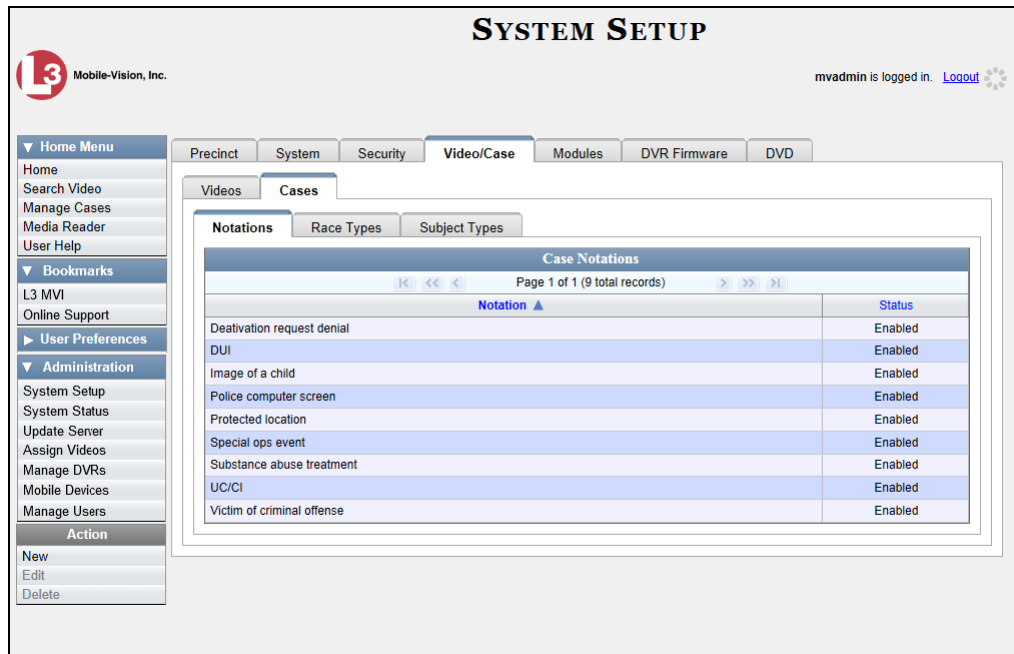 SYSTEM SETUP
L3 Mobile-Vision, Inc.
mvadmin is logged in. Logout
▼ Home Menu
Home
Search Video
Manage Cases
Media Reader
User Help
▼ Bookmarks
L3 MVI
Online Support
▶ User Preferences
▼ Administration
System Setup
System Status
Update Server
Assign Videos
Manage DVRs
Mobile Devices
Manage Users
Action
New
Edit
Delete
Precinct System Security Video/Case Modules DVR Firmware DVD
Videos Cases
Notations Race Types Subject Types
Case Notations
|< << < Page 1 of 1 (9 total records) > >> >|
Notation ▲ Status
Deativation request denial Enabled
DUI Enabled
Image of a child Enabled
Police computer screen Enabled
Protected location Enabled
Special ops event Enabled
Substance abuse treatment Enabled
UC/CI Enabled
Victim of criminal offense Enabled